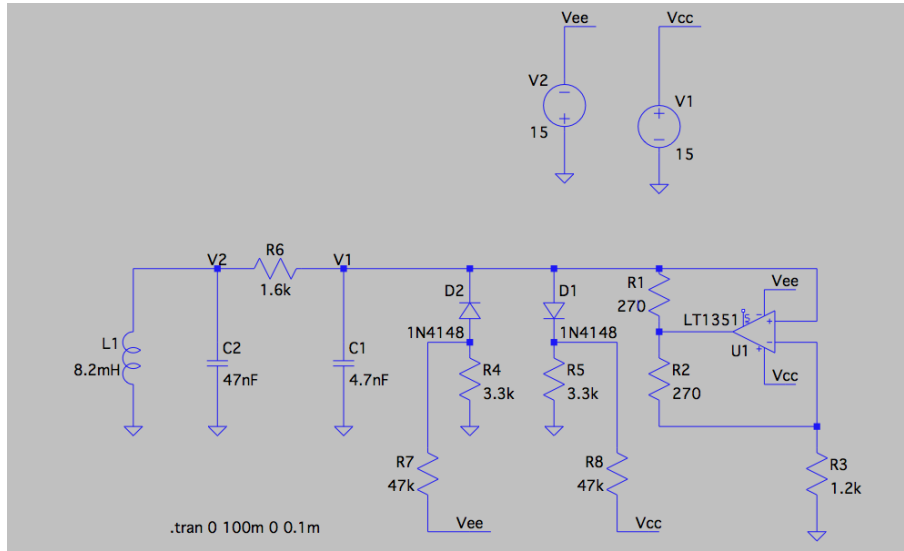 Vee
Vcc
V2
V1
15
15
V2
R6
V1
1.6k
R1
270
D2
D1
LT1351
S
Vee
1N4148
1N4148
U1
L1
8.2mH
C2
47nF
C1
4.7nF
R4
3.3k
R5
3.3k
R2
270
Vcc
R7
47k
R8
47k
R3
1.2k
.tran 0 100m 0 0.1m
Vee
Vcc